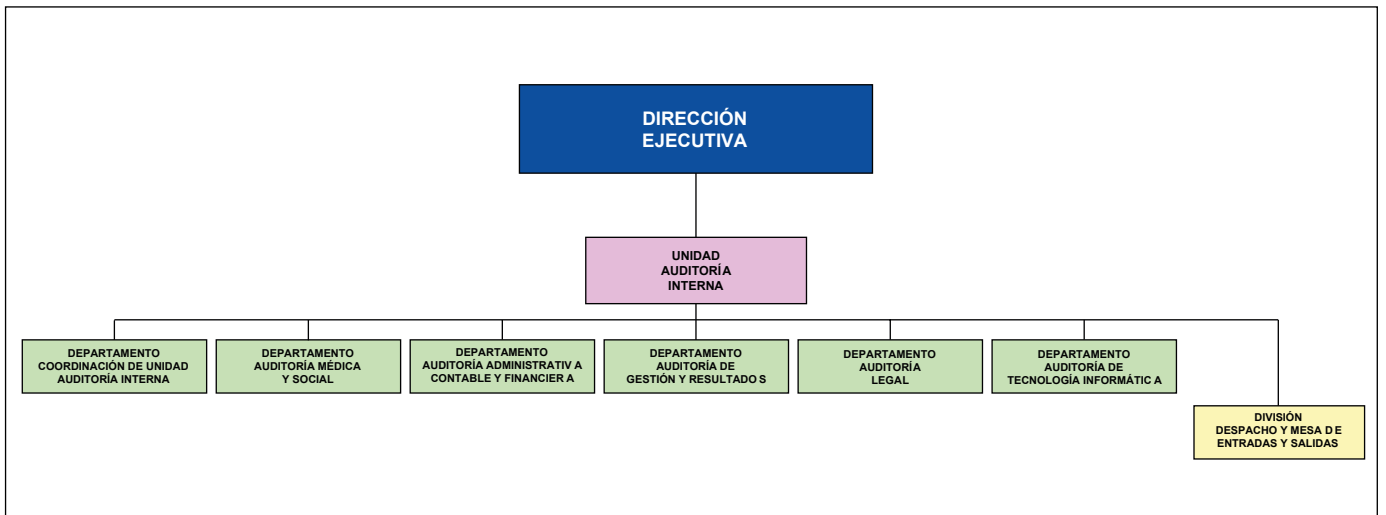 DIRECCIÓN
EJECUTIVA
UNIDAD
AUDITORÍA
INTERNA
DEPARTAMENTO
COORDINACIÓN DE UNIDAD
AUDITORÍA INTERNA
DEPARTAMENTO
AUDITORÍA MÉDICA
Y SOCIAL
DEPARTAMENTO
AUDITORÍA ADMINISTRATIV A
CONTABLE Y FINANCIER A
DEPARTAMENTO
AUDITORÍA DE
GESTIÓN Y RESULTADO S
DEPARTAMENTO
AUDITORÍA
LEGAL
DEPARTAMENTO
AUDITORÍA DE
TECNOLOGÍA INFORMÁTIC A
DIVISIÓN
DESPACHO Y MESA D E
ENTRADAS Y SALIDAS